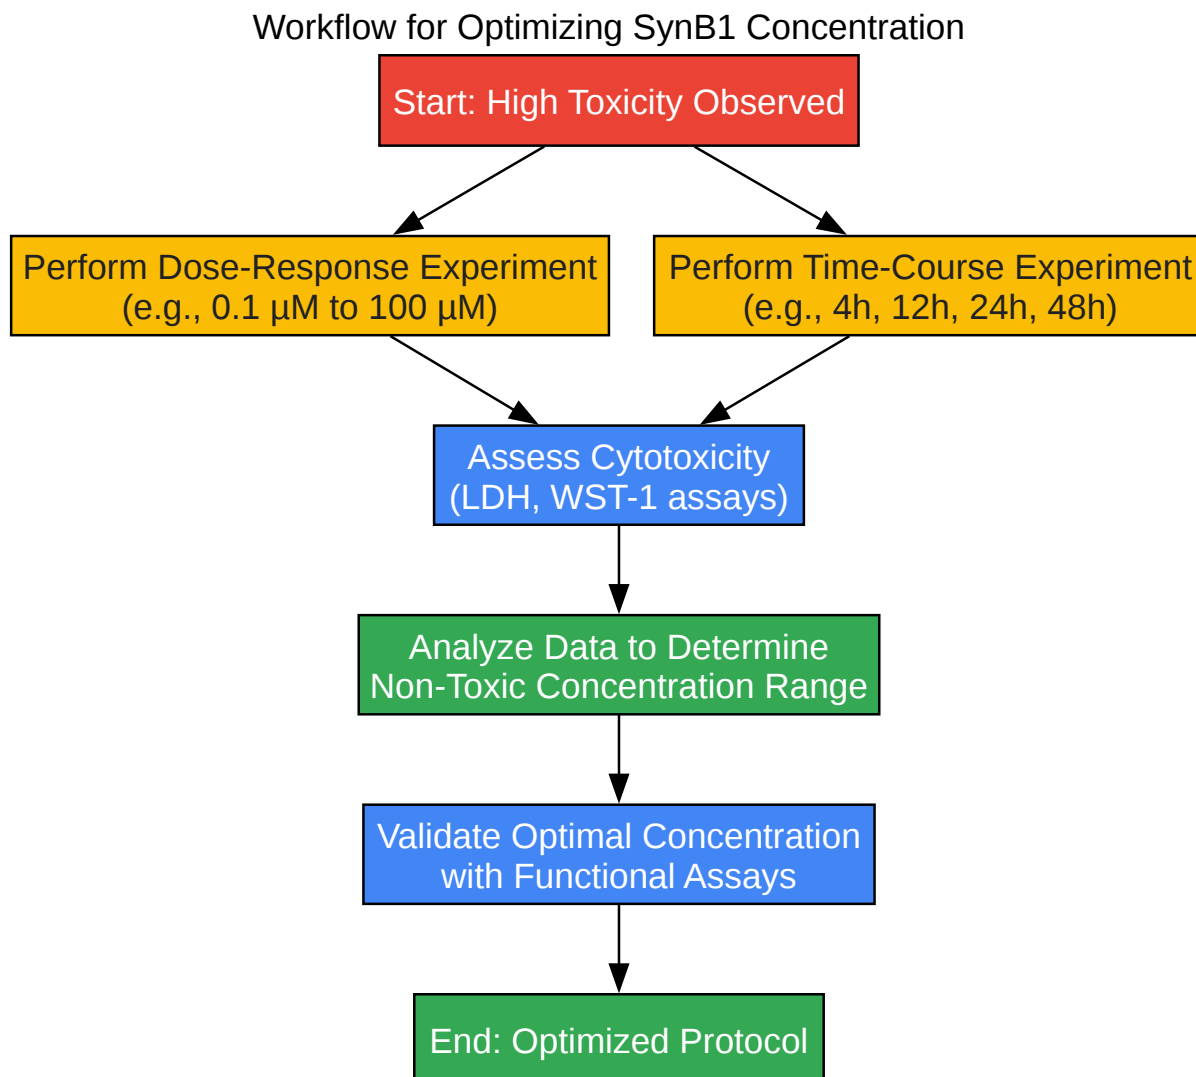 Workflow for Optimizing SynB1 Concentration
Start: High Toxicity Observed
Perform Dose-Response Experiment
(e.g., 0.1 µM to 100 µM)
Perform Time-Course Experiment
(e.g., 4h, 12h, 24h, 48h)
Assess Cytotoxicity
(LDH, WST-1 assays)
Analyze Data to Determine
Non-Toxic Concentration Range
Validate Optimal Concentration
with Functional Assays
End: Optimized Protocol